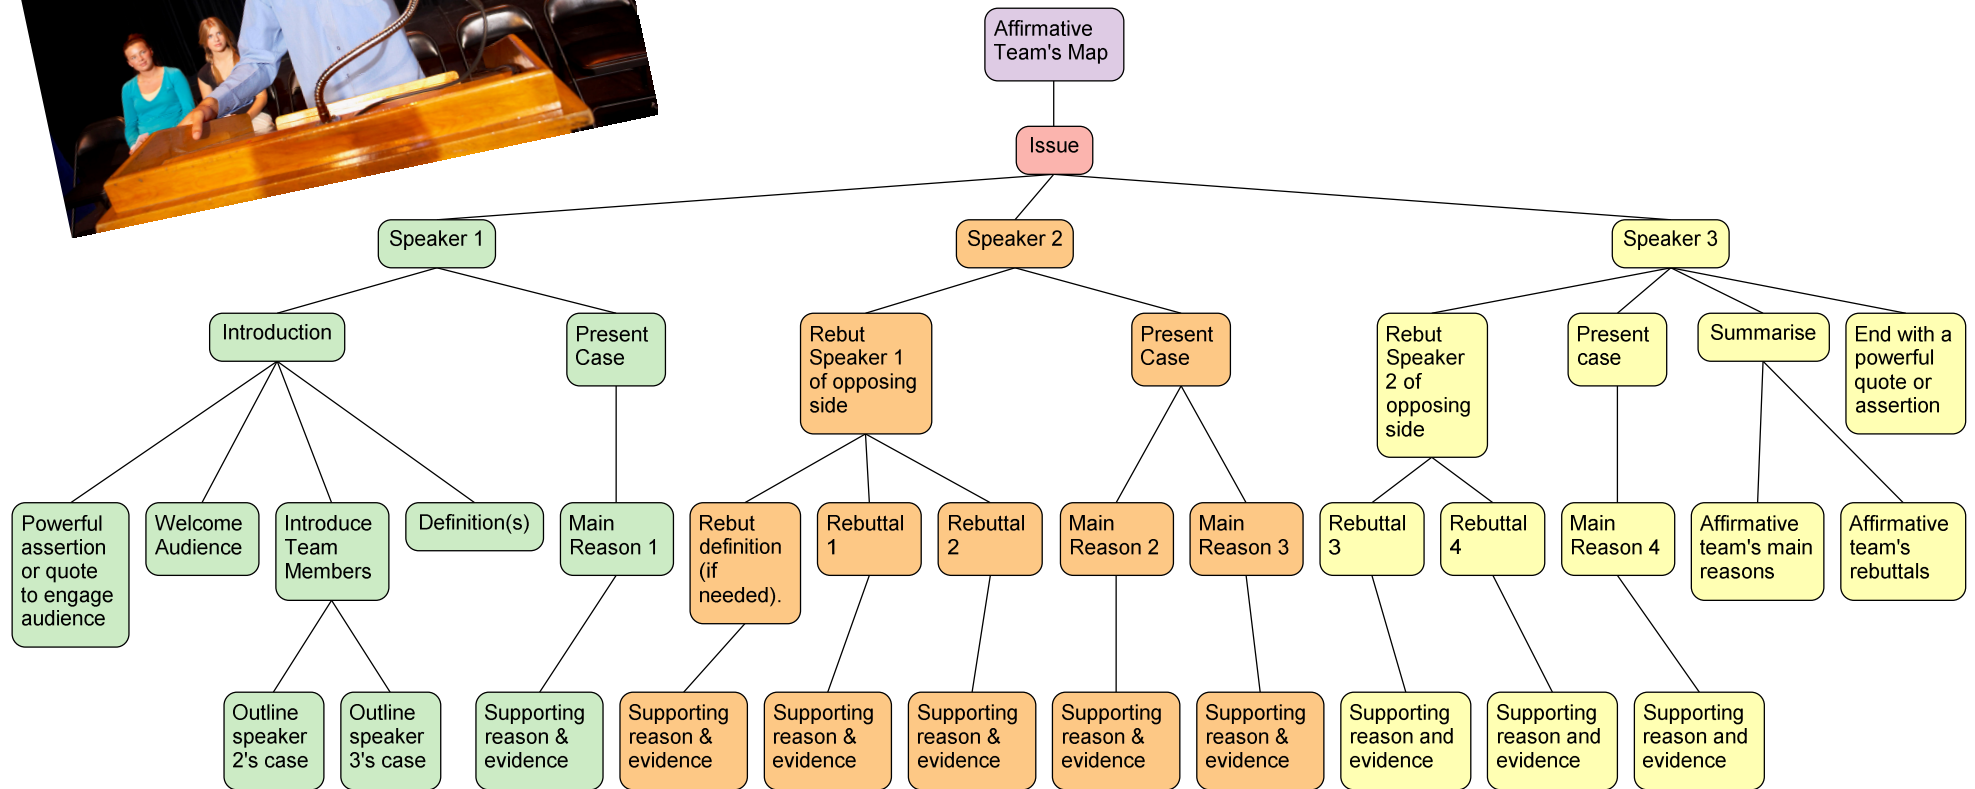 Affirmative
Team's Map
Issue
Speaker 1
Speaker 2
Speaker 3
Introduction
Present
Case
Rebut
Speaker 1
of opposing
side
Present
Case
Rebut
Speaker
2 of
opposing
side
Present
case
Summarise
End with a
powerful
quote or
assertion
Powerful
assertion
or quote
to engage
audience
Welcome
Audience
Introduce
Team
Members
Definition(s)
Main
Reason 1
Rebut
definition
(if
needed).
Rebuttal
1
Rebuttal
2
Main
Reason 2
Main
Reason 3
Rebuttal
3
Rebuttal
4
Main
Reason 4
Affirmative
team's main
reasons
Affirmative
team's
rebuttals
Outline
speaker
2's case
Outline
speaker
3's case
Supporting
reason &
evidence
Supporting
reason &
evidence
Supporting
reason &
evidence
Supporting
reason &
evidence
Supporting
reason &
evidence
Supporting
reason &
evidence
Supporting
reason and
evidence
Supporting
reason and
evidence
Supporting
reason and
evidence